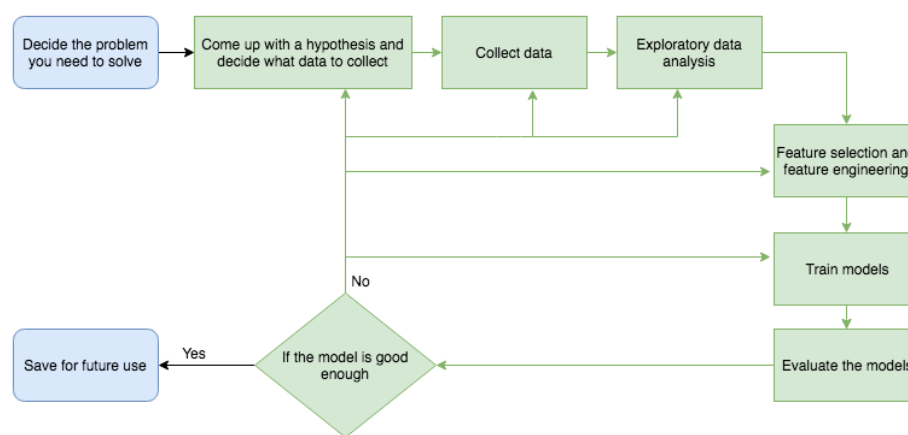 Decide the problem
you need to solve
Come up with a hypothesis and
decide what data to collect
Collect data
Exploratory data
analysis
Feature selection and
feature engineering
Train models
No
If the model is good
enough
Yes
Save for future use
Evaluate the models